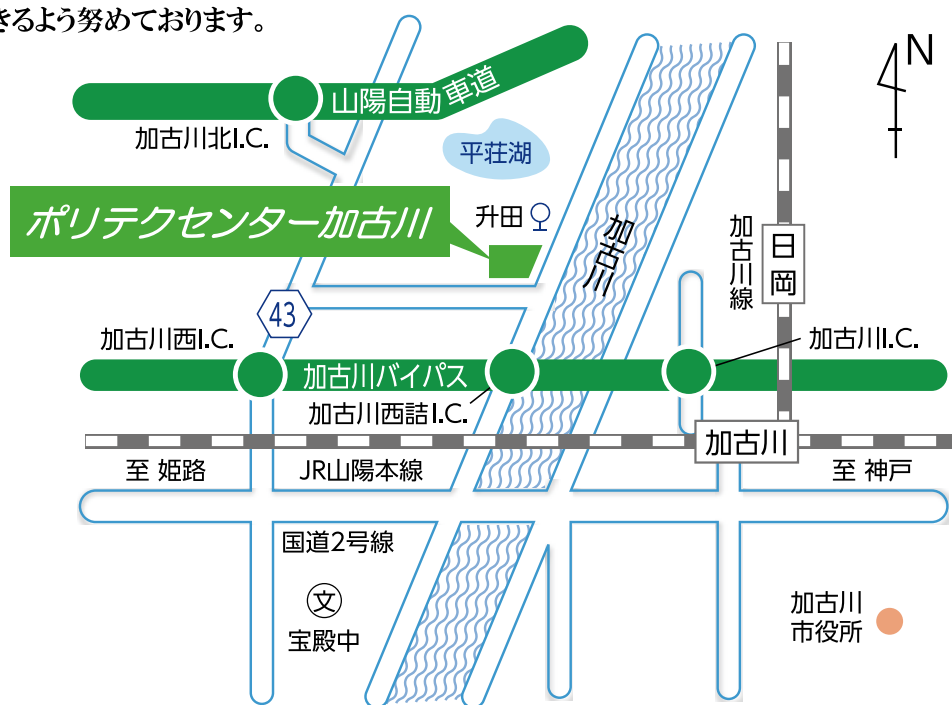 きるよう努めております。
N
山陽自動車道
加古川北I.C.
平荘湖
ポリテクセンター加古川
升田
加古川
加古川線
日岡
43
加古川西I.C.
加古川I.C.
加古川バイパス
加古川西詰I.C.
加古川
至 姫路
JR山陽本線
至 神戸
国道2号線
文
宝殿中
加古川
市役所